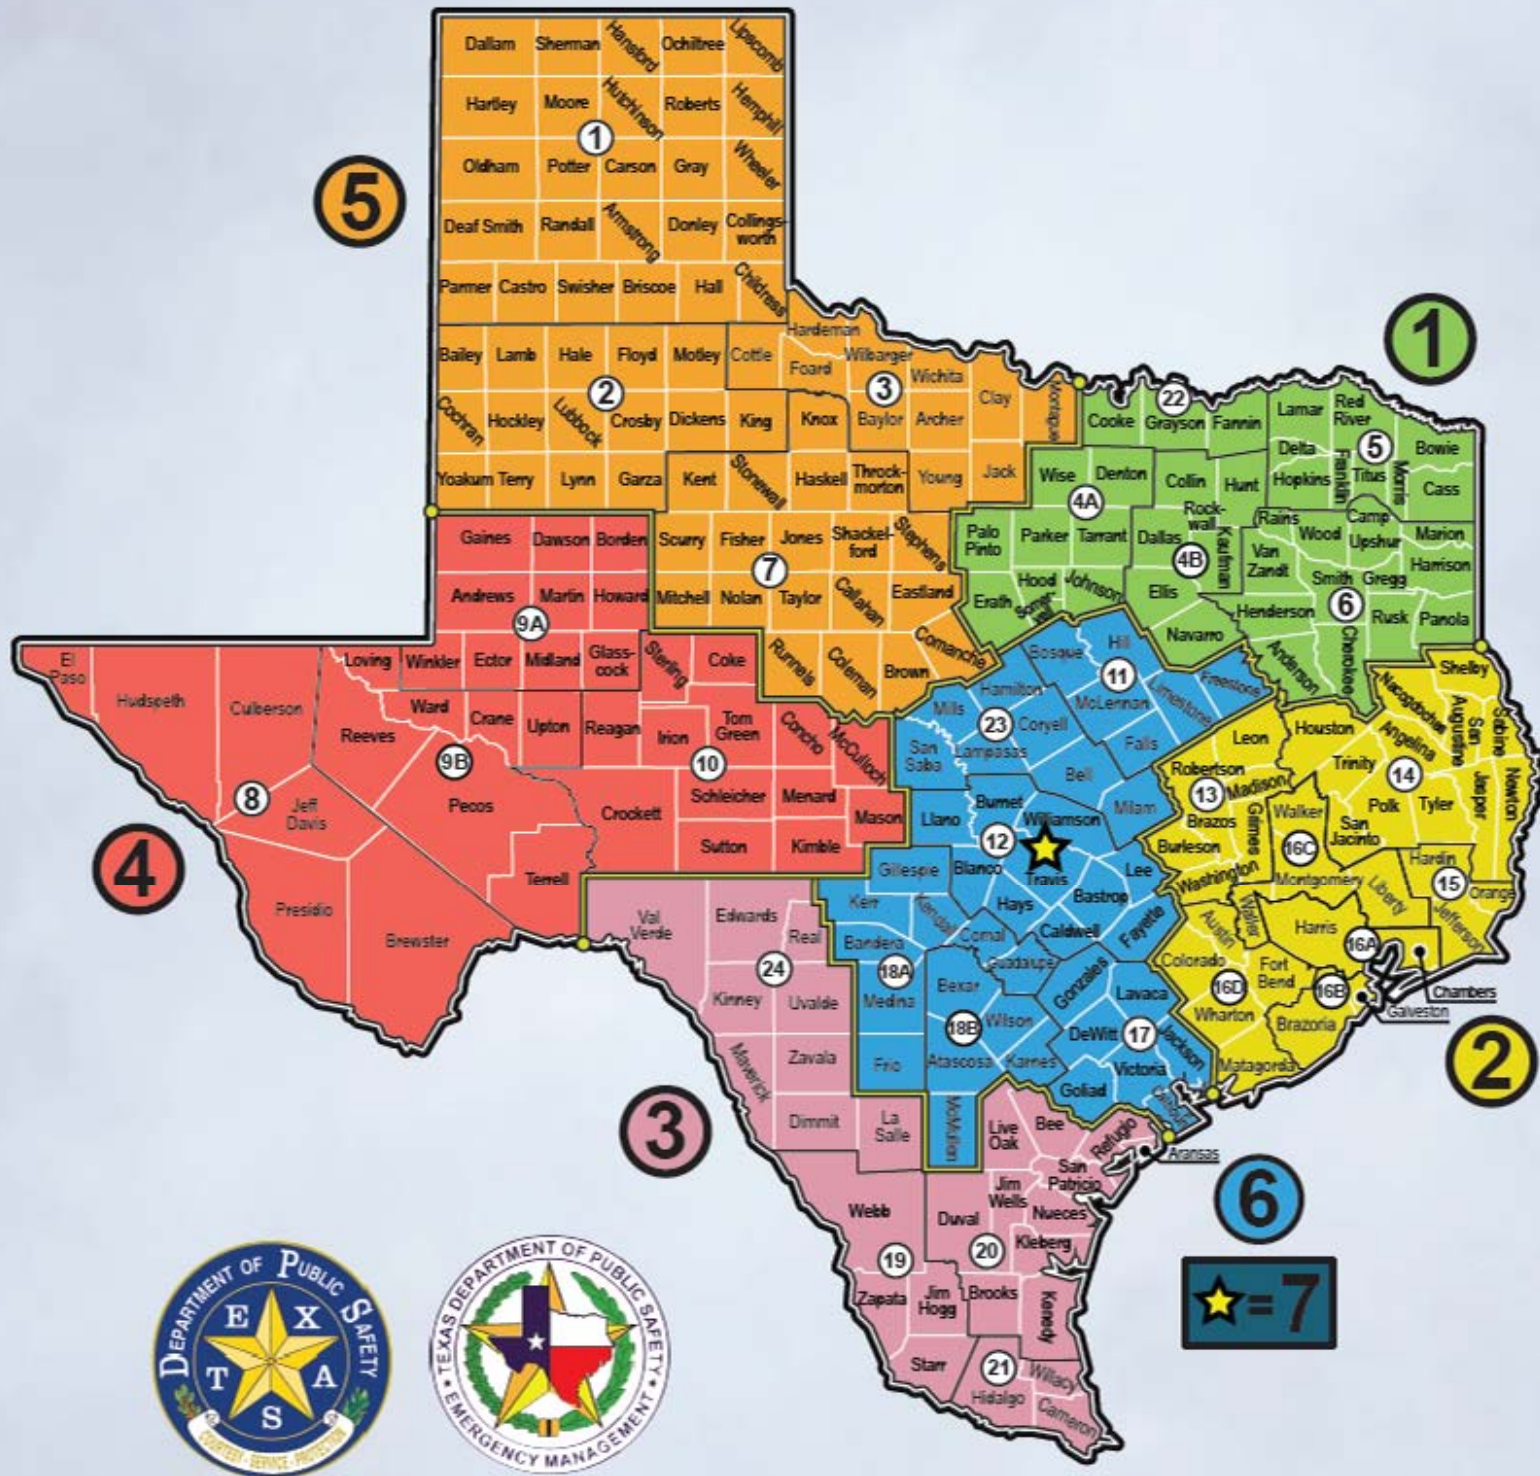 Dallam
Sherman
Hansford
Ochiltree
Lipscomb
Hartley
Moore
Hutchinson
Roberts
Hemphill
1
Oldham
Potter
Carson
Gray
Wheeler
5
Deaf Smith
Randall
Armstrong
Donley
Collings-
worth
Parmer
Castro
Swisher
Briscoe
Hall
Childress
Bailey
Lamb
Hale
Floyd
Motley
Cottle
Hardeman
Foard
Wilbarger
Wichita
Clay
Montague
2
3
Cochran
Hockley
Lubbock
Crosby
Dickens
King
Knox
Baylor
Archer
Yoakum
Terry
Lynn
Garza
Kent
Stonewall
Haskell
Throck-
morton
Young
Jack
1
22
Cooke
Grayson
Fannin
Lamar
Red
River
5
Bowie
Delta
Hopkins
Franklin
Titus
Morris
Cass
Wise
Denton
Collin
Hunt
4A
Rock-
wall
Rains
Wood
Camp
Upshur
Marion
Palo
Pinto
Parker
Tarrant
Dallas
4B
Kaufman
Van
Zandt
Smith
Gregg
Harrison
Erath
Hood
Somer-
vell
Johnson
Ellis
Henderson
6
Rusk
Panola
Navarro
Anderson
Cherokee
Gaines
Dawson
Borden
Scurry
Fisher
Jones
Shackel-
ford
Stephens
7
Andrews
Martin
Howard
Mitchell
Nolan
Taylor
Callahan
Eastland
9A
Loving
Winkler
Ector
Midland
Glass-
cock
Sterling
Coke
Runnels
Coleman
Brown
Comanche
El
Paso
Hudspeth
Culberson
Reeves
Ward
Crane
Upton
Reagan
Irion
Tom
Green
Concho
McCulloch
9B
10
8
Jeff
Davis
Pecos
Crockett
Schleicher
Menard
Mason
4
Sutton
Kimble
Terrell
Presidio
Brewster
Bosque
Hill
11
Hamilton
McLennan
Limestone
Freestone
Mills
23
Coryell
Falls
San
Saba
Lampasas
Bell
Burnet
Milam
Llano
Williamson
12
Gillespie
Blanco
Travis
Lee
Kerr
Kendall
Hays
Bastrop
Fayette
Bandera
Comal
Caldwell
18A
Guadalupe
Gonzales
Medina
Bexar
Lavaca
18B
Wilson
DeWitt
17
Jackson
Frio
Atascosa
Karnes
Victoria
Goliad
Calhoun
McMullen
Shelby
Nacogdoches
San
Augustine
Sabine
Leon
Houston
Angelina
Robertson
Madison
Trinity
14
13
Brazos
Grimes
Walker
Polk
Tyler
Jasper
Newton
Burleson
16C
San
Jacinto
Hardin
Washington
Montgomery
Liberty
15
Orange
Austin
Waller
Harris
Jefferson
16A
Colorado
Fort
Bend
16D
16B
Chambers
Galveston
Wharton
Brazoria
Matagorda
2
Val
Verde
Edwards
Real
24
Kinney
Uvalde
Maverick
Zavala
Dimmit
La
Salle
3
Live
Oak
Bee
Refugio
Aransas
San
Patricio
Webb
Duval
Jim
Wells
Nueces
Kleberg
19
20
Zapata
Jim
Hogg
Brooks
Kenedy
Starr
21
Hidalgo
Willacy
Cameron
6
= 7
DEPARTMENT OF PUBLIC SAFETY
TEXAS
COURTESY - SERVICE - PROTECTION
TEXAS DEPARTMENT OF PUBLIC SAFETY
EMERGENCY MANAGEMENT